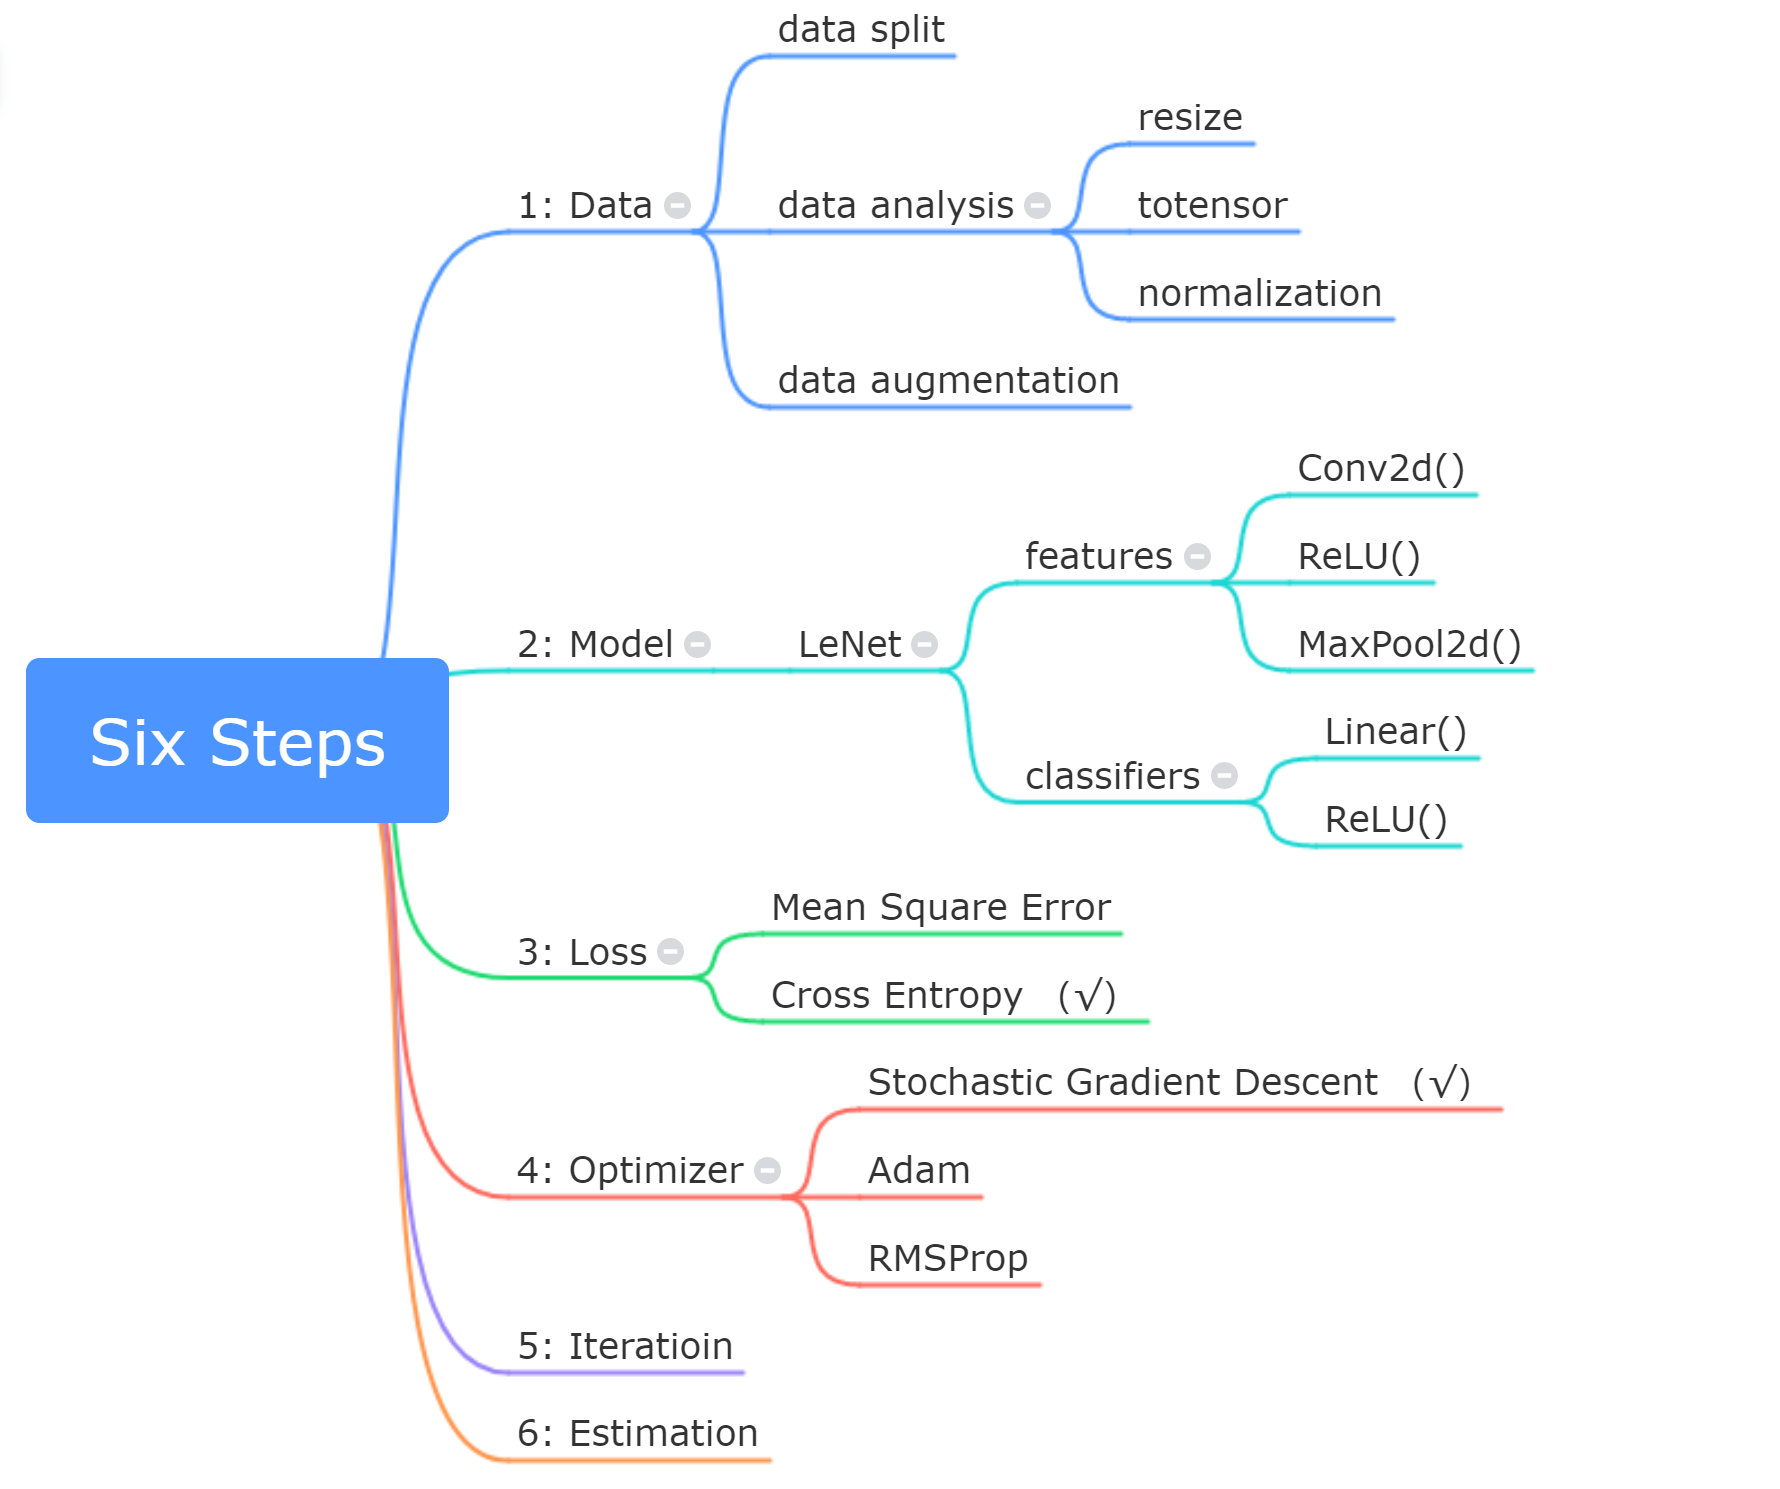 Six Steps
1: Data
data split
data analysis
resize
totensor
normalization
data augmentation
2: Model
LeNet
features
Conv2d()
ReLU()
MaxPool2d()
classifiers
Linear()
ReLU()
3: Loss
Mean Square Error
Cross Entropy (√)
4: Optimizer
Stochastic Gradient Descent (√)
Adam
RMSProp
5: Iteratioin
6: Estimation